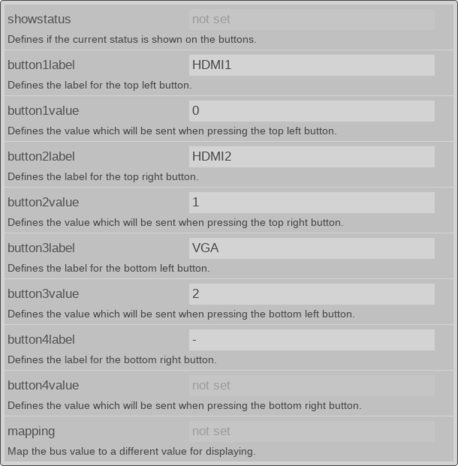 showstatus not set
Defines if the current status is shown on the buttons.
button1label HDMI1
Defines the label for the top left button.
button1value 0
Defines the value which will be sent when pressing the top left button.
button2label HDMI2
Defines the label for the top right button.
button2value 1
Defines the value which will be sent when pressing the top right button.
button3label VGA
Defines the label for the bottom left button.
button3value 2
Defines the value which will be sent when pressing the bottom left button.
button4label -
Defines the label for the bottom right button.
button4value not set
Defines the value which will be sent when pressing the bottom right button.
mapping not set
Map the bus value to a different value for displaying.